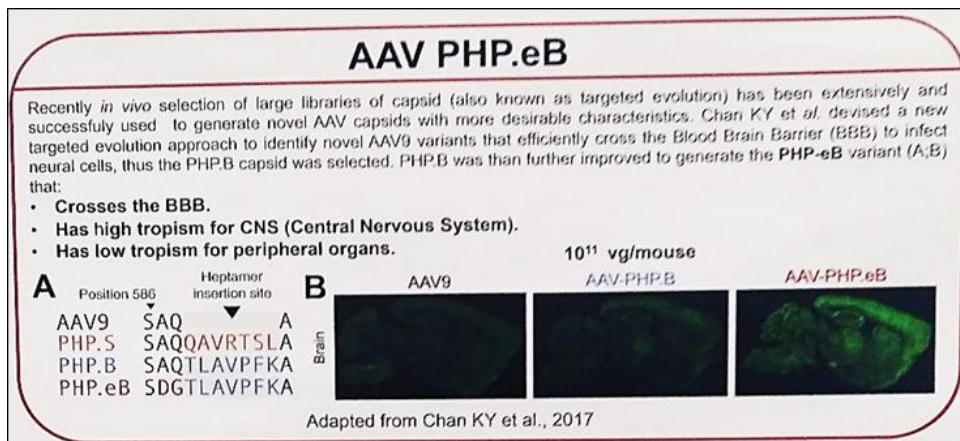 AAV PHP.eB
Recently in vivo selection of large libraries of capsid (also known as targeted evolution) has been extensively and
successfuly used to generate novel AAV capsids with more desirable characteristics. Chan KY et al. devised a new
targeted evolution approach to identify novel AAV9 variants that efficiently cross the Blood Brain Barrier (BBB) to infect
neural cells, thus the PHP.B capsid was selected. PHP.B was than further improved to generate the PHP-eB variant (A;B)
that:
• Crosses the BBB.
• Has high tropism for CNS (Central Nervous System).
• Has low tropism for peripheral organs.
A
Position 586
Heptamer
insertion site
AAV9 SAQ A
PHP.S SAQQAVRTSLA
PHP.B SAQTLAVPFKA
PHP.eB SDGTLAVPFKA
B
10¹¹ vg/mouse
AAV9 AAV-PHP.B AAV-PHP.eB
Brain
Adapted from Chan KY et al., 2017